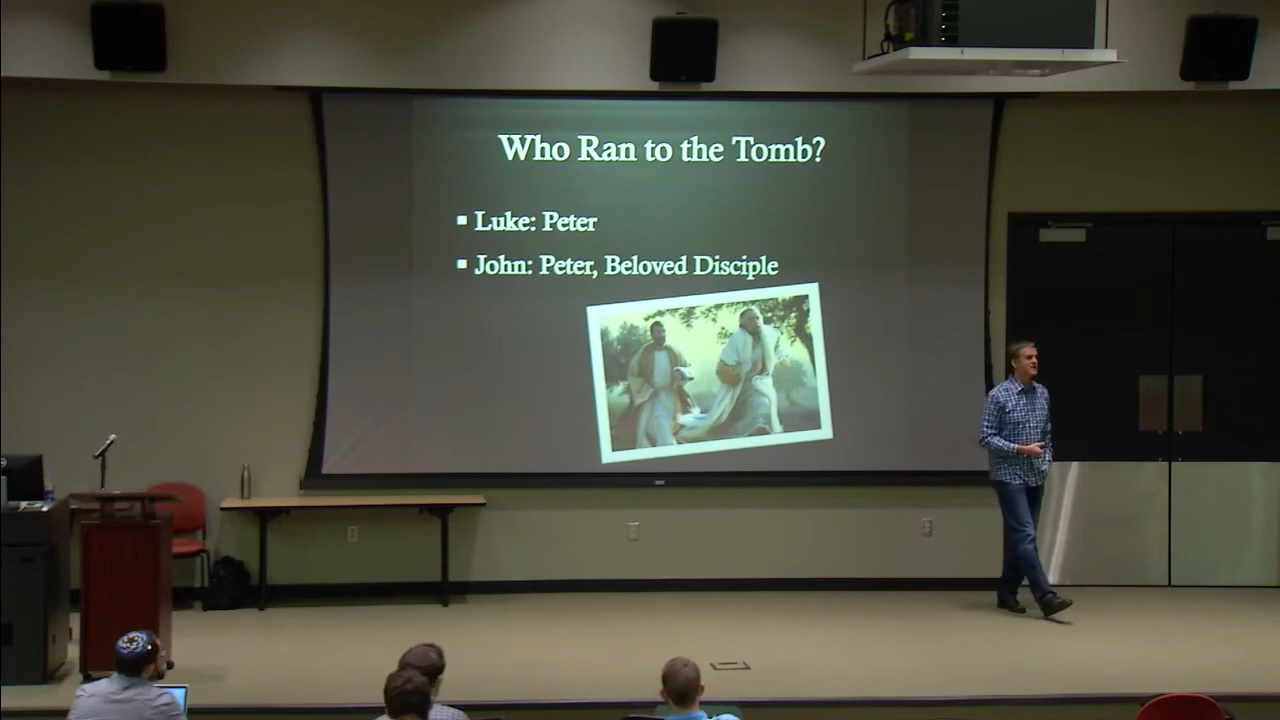 Who Ran to the Tomb?
▪ Luke: Peter
▪ John: Peter, Beloved Disciple